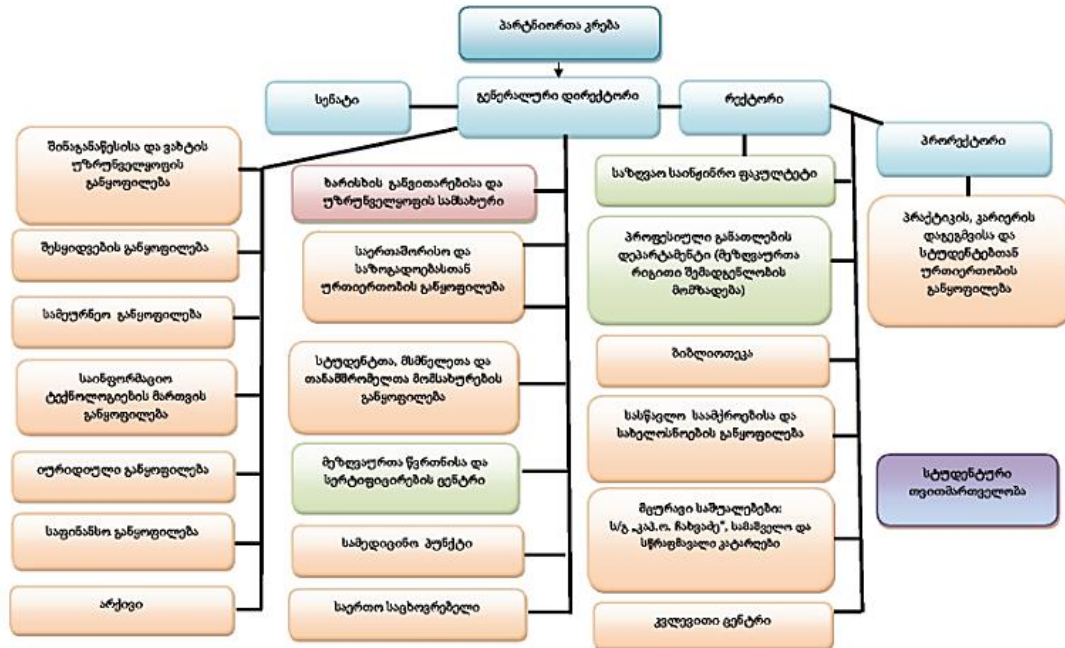 პარტნიორთა კრება
სენატი
გენერალური დირექტორი
რექტორი
პრორექტორი
შინაგანაწესისა და ვახტის
უზრუნველყოფის
განყოფილება
შესყიდვების განყოფილება
სამეურნეო განყოფილება
საინფორმაციო
ტექნოლოგიების მართვის
განყოფილება
იურიდიული განყოფილება
საფინანსო განყოფილება
არქივი
ხარისხის განვითარებისა და
უზრუნველყოფის სამსახური
საერთაშორისო და
საზოგადოებასთან
ურთიერთობის განყოფილება
სტუდენტთა, მსმენელთა და
თანამშრომელთა მომსახურების
განყოფილება
მეზღვაურთა წვრთნისა და
სერტიფიცირების ცენტრი
სამედიცინო პუნქტი
საერთო საცხოვრებელი
საზღვაო საინჟინრო ფაკულტეტი
პროფესიული განათლების
დეპარტამენტი (მეზღვაურთა
რიგითი შემადგენლობის
მომზადება)
ბიბლიოთეკა
სასწავლო საამქროებისა და
სახელოსნოების განყოფილება
მცურავი საშუალებები:
ს/გ „კაპ.ო. ჩახვაძე“, სამაშველო და
სწრაფმავალი კატარღები
კვლევითი ცენტრი
პრაქტიკის, კარიერის
დაგეგმვისა და
სტუდენტებთან
ურთიერთობის
განყოფილება
სტუდენტური
თვითმართველობა